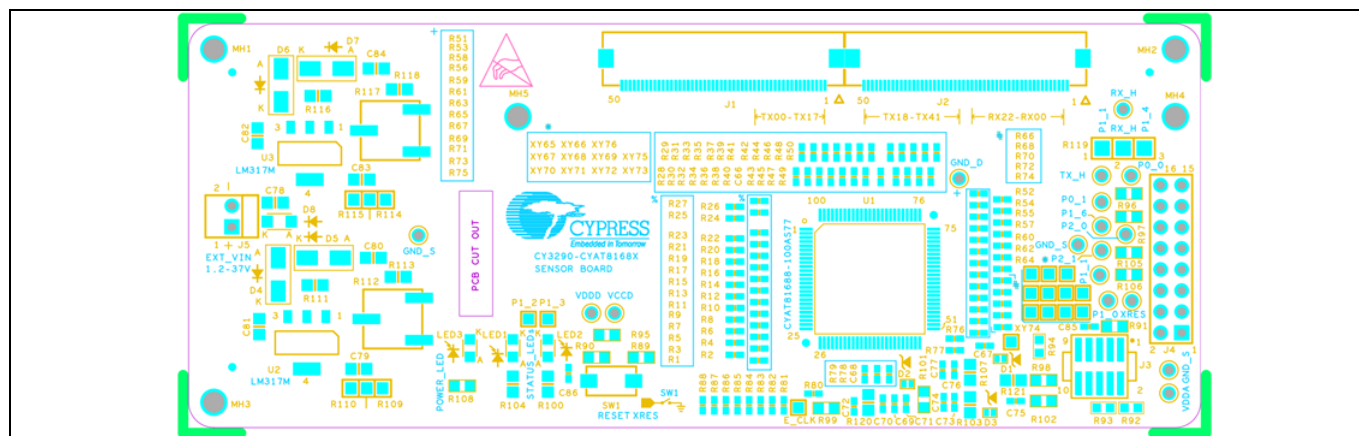 MH1
D6
D7
K
A
C84
R118
R117
R116
A
K
C82
3
1
U3
LM317M
4
C83
R115
R114
2
1
C78
1 + J5
EXT_VIN
1.2-37V
D8
K
A
K D5 A
C80
GND_S
R113
R112
R111
A
K
D4
C81
3
1
U2
LM317M
4
C79
R110
R109
MH3
+
R51
R53
R58
R56
R59
R61
R63
R65
R67
R69
R71
R73
R75
PCB CUT OUT
MH5
XY65 XY66 XY76
XY67 XY68 XY69 XY75
XY70 XY71 XY72 XY73
CYPRESS
Embedded in Tomorrow
CY3290-CYAT8168X
SENSOR BOARD
P1_2
P1_3
VDDD
VCCD
LED3
K
A
POWER_LED
R108
LED1
K
A
STATUS_LEDs
R104
K
A
LED2
R100
C86
R95
R90
R89
SW1
RESET
XRES
SW1
50
J1
1
50
J2
1
TX00-TX17
TX18-TX41
RX22-RX00
R29
R31
R33
R35
R37
R39
R41
R42
R44
R46
R48
R50
R28
R30
R32
R34
R36
R38
R40
C66
R43
R45
R47
R49
R27
R25
R23
R21
R19
R17
R15
R13
R11
R9
R7
R5
R3
R1
R26
R24
R22
R20
R18
R16
R14
R12
R10
R8
R6
R4
R2
100
U1
76
1
75
25
26
51
50
CYAT81688-100AS77
GND_D
+
R66
R68
R70
R72
R74
R52
R54
R55
R57
R60
R62
R64
MH2
MH4
RX_H
P1_1
RX_H
P1_4
R119
1
2
3
P0_0
16
15
TX_H
P0_1
P1_6
P2_0
R96
R97
GND_S
P2_1
P1_1
R105
R106
P1_0
XRES
C85
R91
2
J4
1
R76
R77
C67
XY74
R94
9
1
J3
10
2
R88
R87
R86
R85
R84
R83
R82
R81
R80
E_CLK
R99
R79
R78
C68
D2
R101
C77
C76
R107
D1
R98
R121
C72
R120
C70
C69
C71
C74
C73
R103
D3
C75
R102
R93
R92
VDDA
GND_S